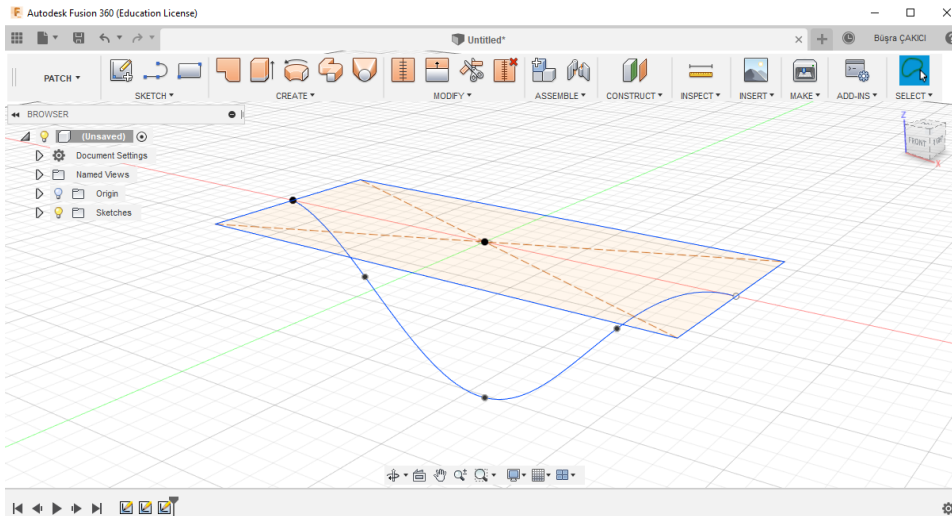 Autodesk Fusion 360 (Education License)
Untitled*
Büşra ÇAKICI
PATCH
SKETCH
CREATE
MODIFY
ASSEMBLE
CONSTRUCT
INSPECT
INSERT
MAKE
ADD-INS
SELECT
BROWSER
(Unsaved)
Document Settings
Named Views
Origin
Sketches
Z
FRONT
X